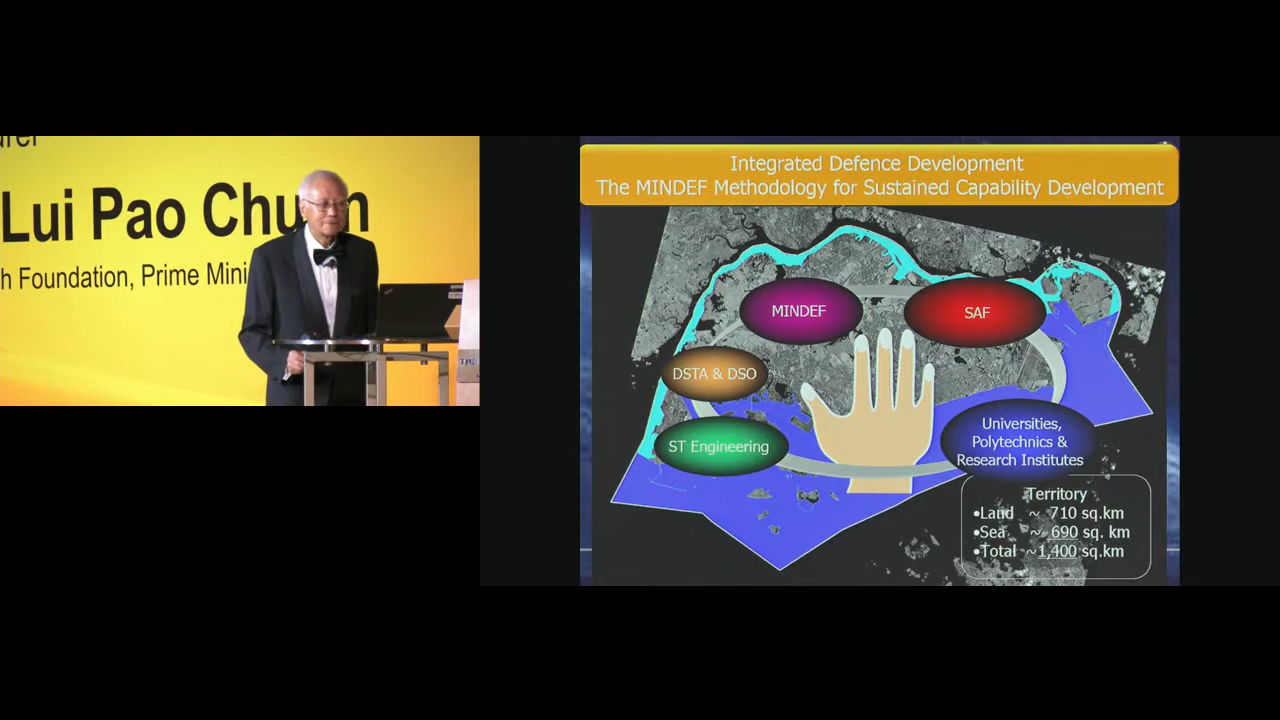 Lui Pao Ch
h Foundation, Prime Mini
Integrated Defence Development
The MINDEF Methodology for Sustained Capability Development
MINDEF
SAF
DSTA & DSO
ST Engineering
Universities,
Polytechnics &
Research Institutes
Territory
•Land ~ 710 sq.km
•Sea ~ 690 sq. km
•Total ~1,400 sq.km